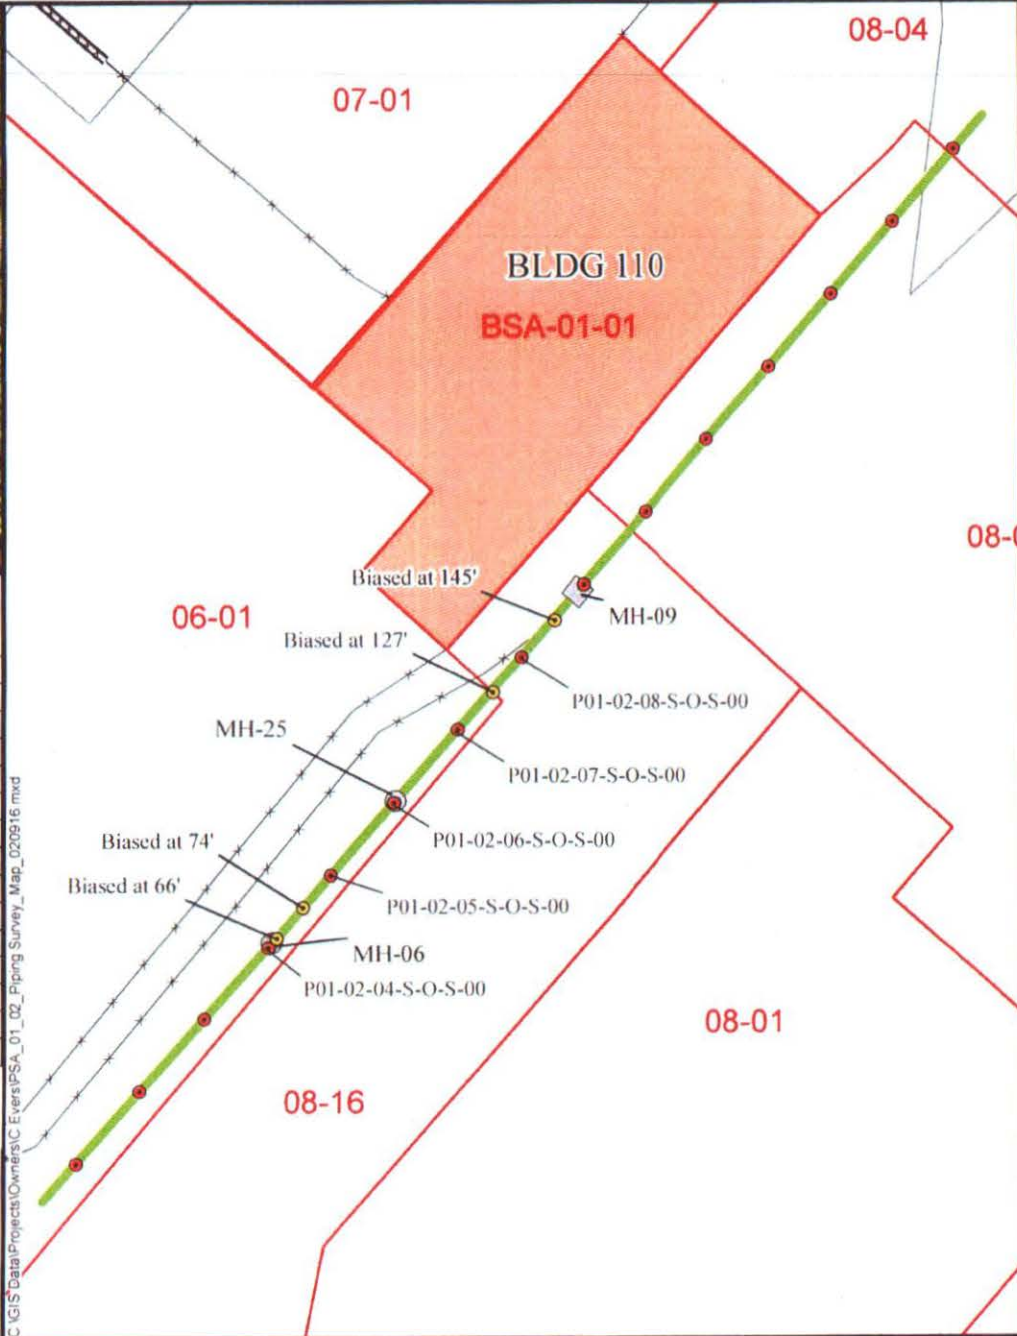 08-04
07-01
BLDG 110
BSA-01-01
08-0
Biased at 145'
06-01
MH-09
Biased at 127'
P01-02-08-S-O-S-00
MH-25
P01-02-07-S-O-S-00
Biased at 74'
P01-02-06-S-O-S-00
Biased at 66'
P01-02-05-S-O-S-00
MH-06
P01-02-04-S-O-S-00
08-01
08-16
C:\GIS Data\Projects\Owners\C Evers\PSA_01_02_Piping Survey_Map_020916.mxd